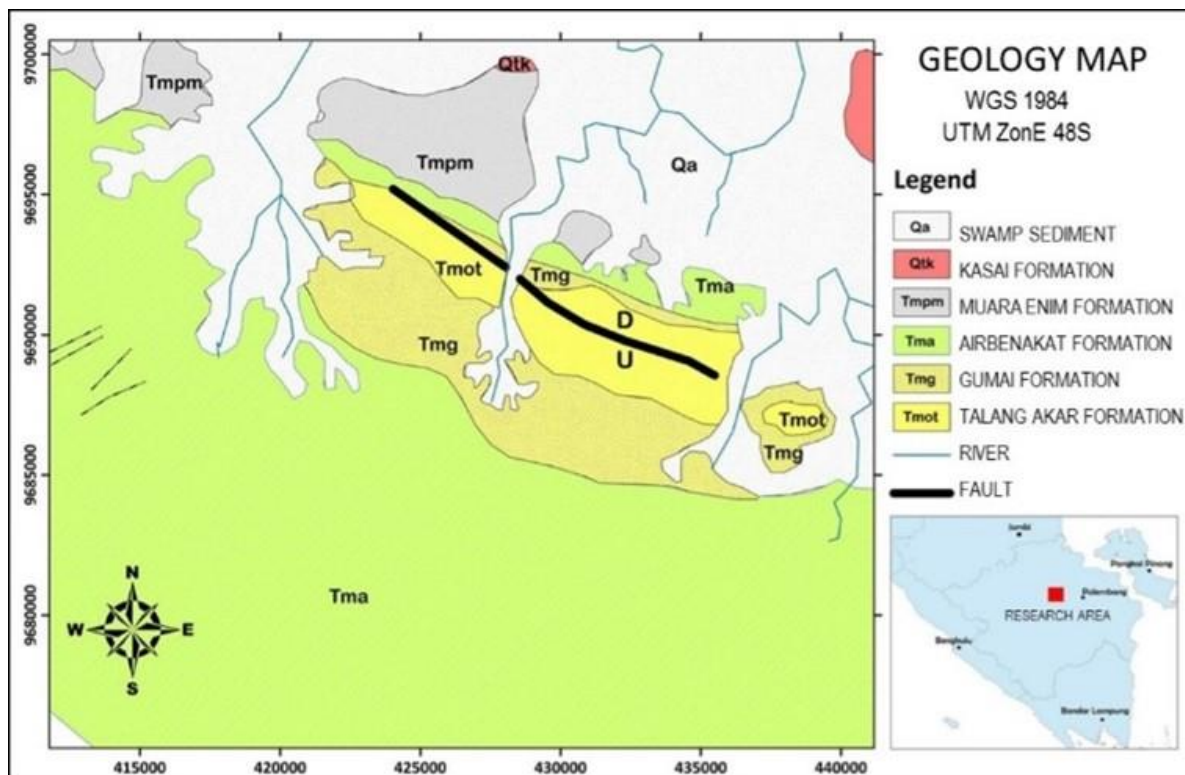 GEOLOGY MAP
WGS 1984
UTM ZonE 48S
Legend
Qa SWAMP SEDIMENT
Qtk KASAI FORMATION
Tmpm MUARA ENIM FORMATION
Tma AIRBENAKAT FORMATION
Tmg GUMAI FORMATION
Tmot TALANG AKAR FORMATION
RIVER
FAULT
Qtk
Tmpm
Tmpm
Qa
Tmot
Tmg
Tma
D
U
Tmg
Tmot
Tmg
Tma
N
W E
S
9700000
9695000
9690000
9685000
9680000
415000 420000 425000 430000 435000 440000
Jambi
Pangkal Pinang
Palembang
RESEARCH AREA
Bengkulu
Bandar Lampung